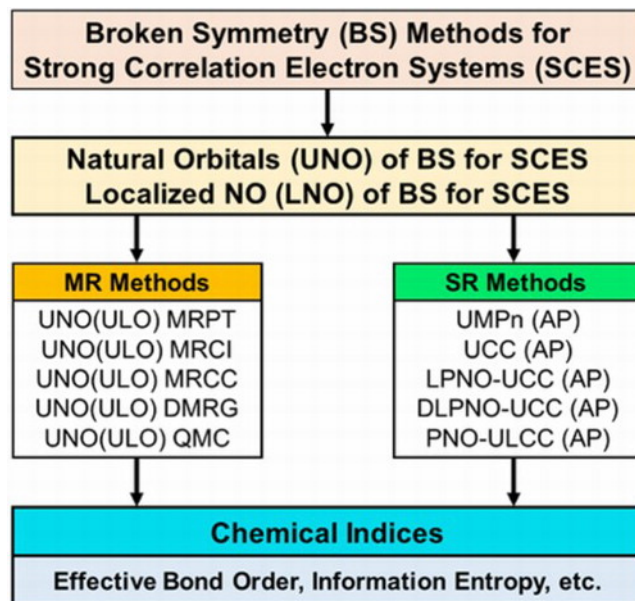 Broken Symmetry (BS) Methods for
Strong Correlation Electron Systems (SCES)
Natural Orbitals (UNO) of BS for SCES
Localized NO (LNO) of BS for SCES
MR Methods
UNO(ULO) MRPT
UNO(ULO) MRCI
UNO(ULO) MRCC
UNO(ULO) DMRG
UNO(ULO) QMC
SR Methods
UMPn (AP)
UCC (AP)
LPNO-UCC (AP)
DLPNO-UCC (AP)
PNO-ULCC (AP)
Chemical Indices
Effective Bond Order, Information Entropy, etc.